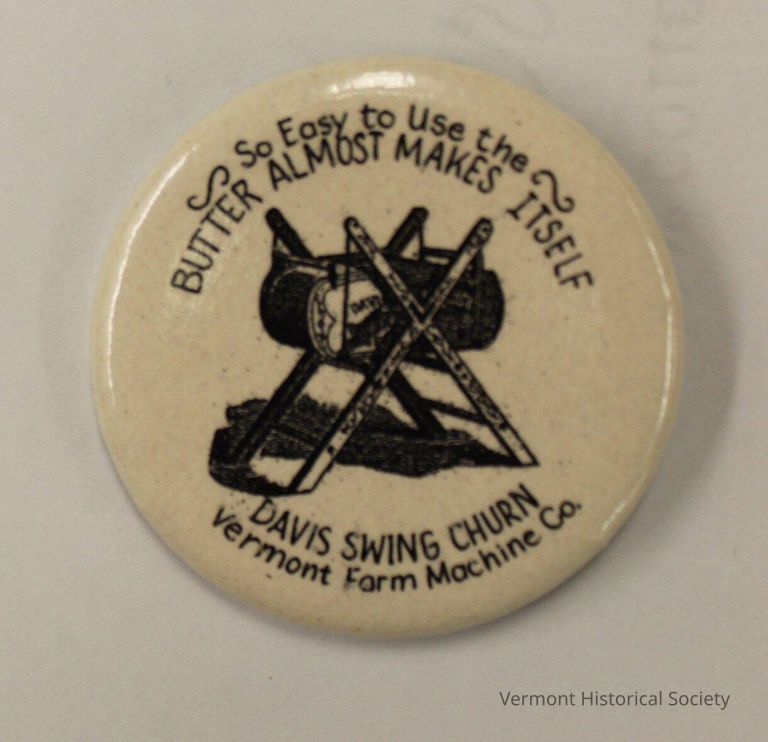 So Easy to Use the
BUTTER ALMOST MAKES ITSELF
DAVIS SWING CHURN
Vermont Farm Machine Co.
Vermont Historical Society